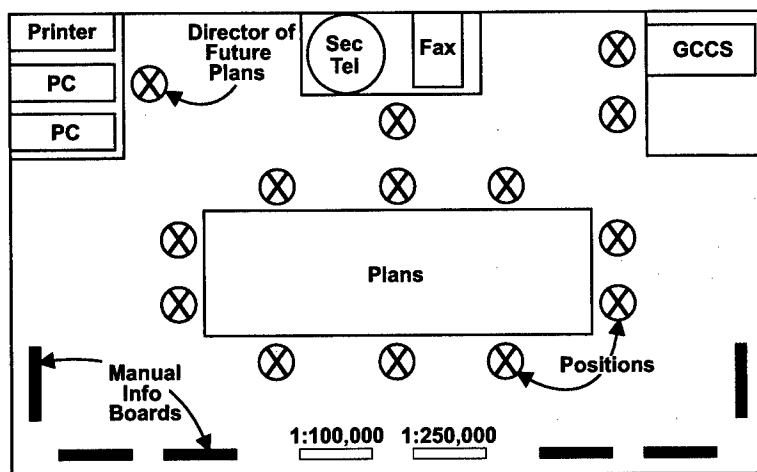 Printer
PC
PC
Director of
Future
Plans
Sec
Tel
Fax
GCCS
Plans
Positions
Manual
Info
Boards
1:100,000
1:250,000